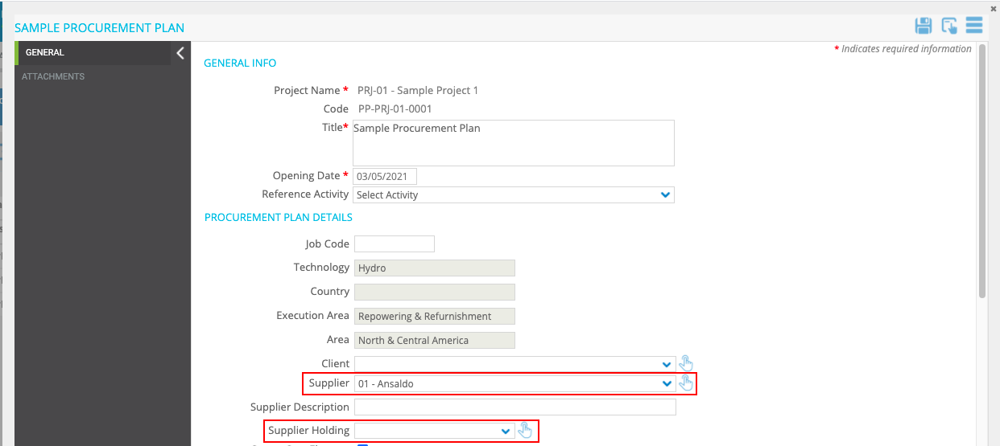 SAMPLE PROCUREMENT PLAN
GENERAL
ATTACHMENTS
* Indicates required information
GENERAL INFO
Project Name * PRJ-01 - Sample Project 1
Code PP-PRJ-01-0001
Title* Sample Procurement Plan
Opening Date * 03/05/2021
Reference Activity Select Activity
PROCUREMENT PLAN DETAILS
Job Code
Technology Hydro
Country
Execution Area Repowering & Refurnishment
Area North & Central America
Client
Supplier 01 - Ansaldo
Supplier Description
Supplier Holding